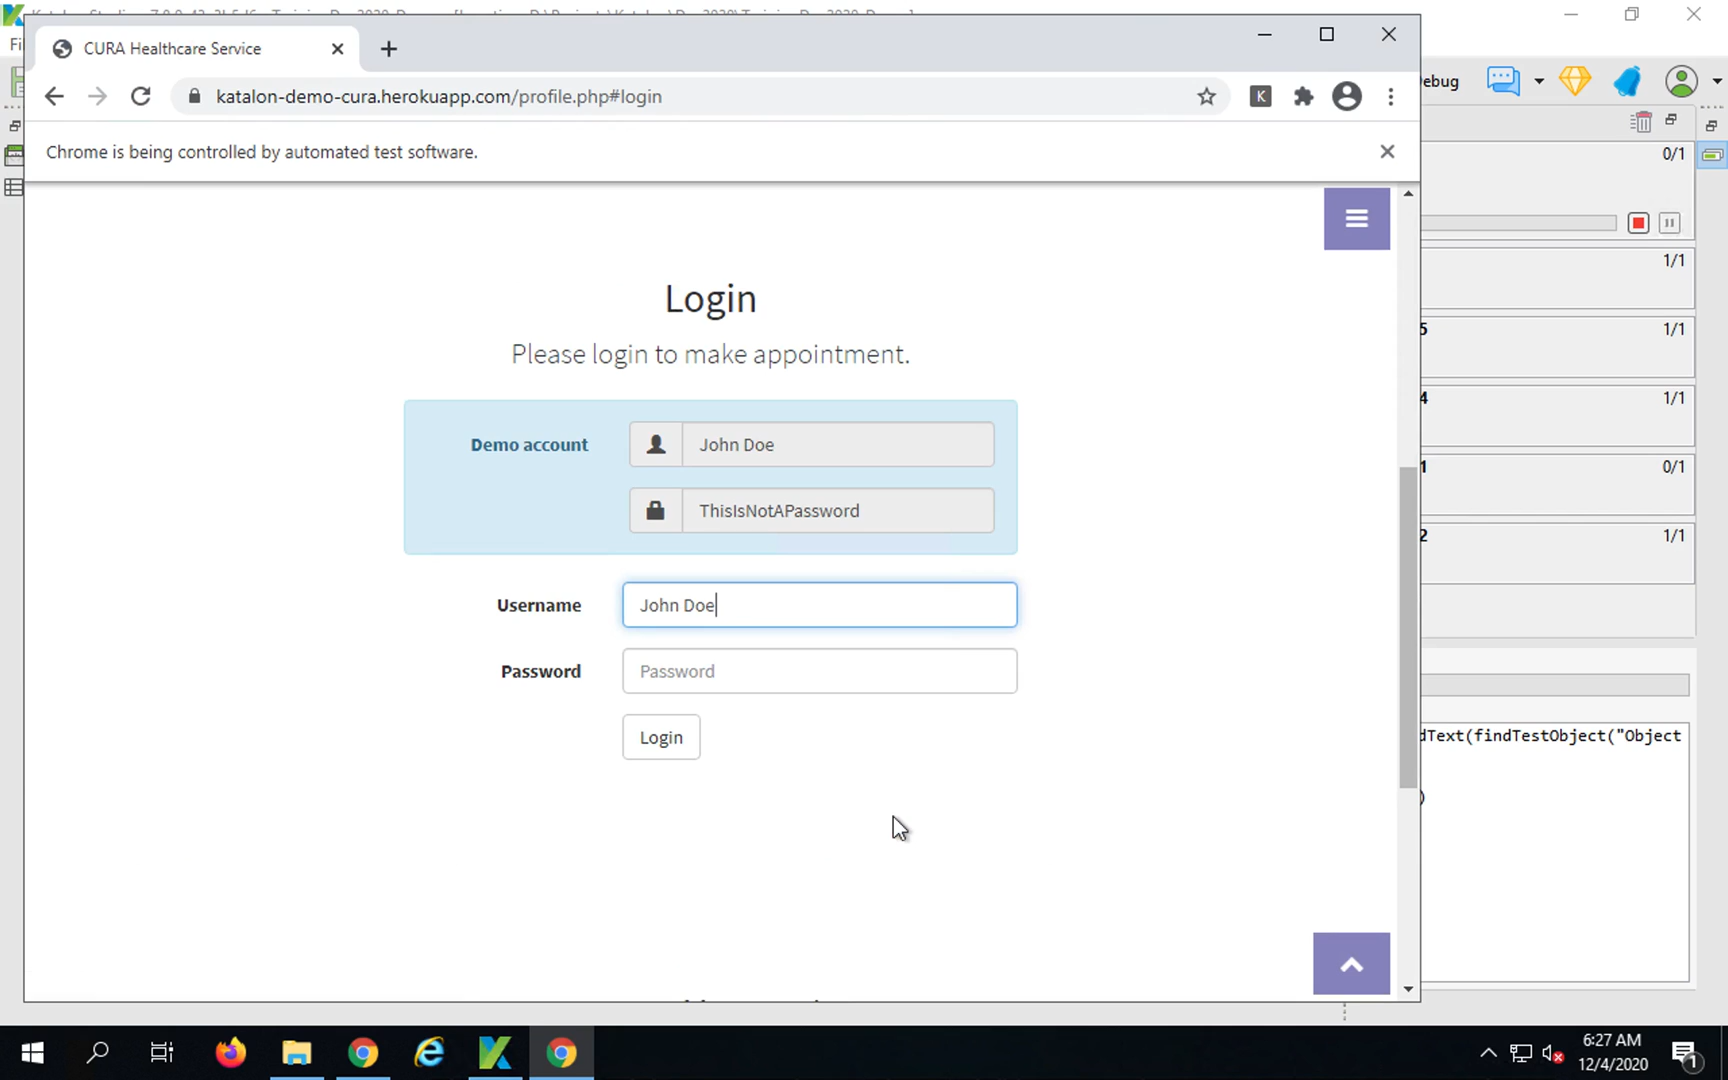 CURA Healthcare Service
katalon-demo-cura.herokuapp.com/profile.php#login
Chrome is being controlled by automated test software.
ebug
0/1
Login
Please login to make appointment.
Demo account
John Doe
ThisIsNotAPassword
Username
John Doe
Password
Password
Login
1/1
5 1/1
4 1/1
1 0/1
2 1/1
dText(findTestObject("Object
)
6:27 AM
12/4/2020
1